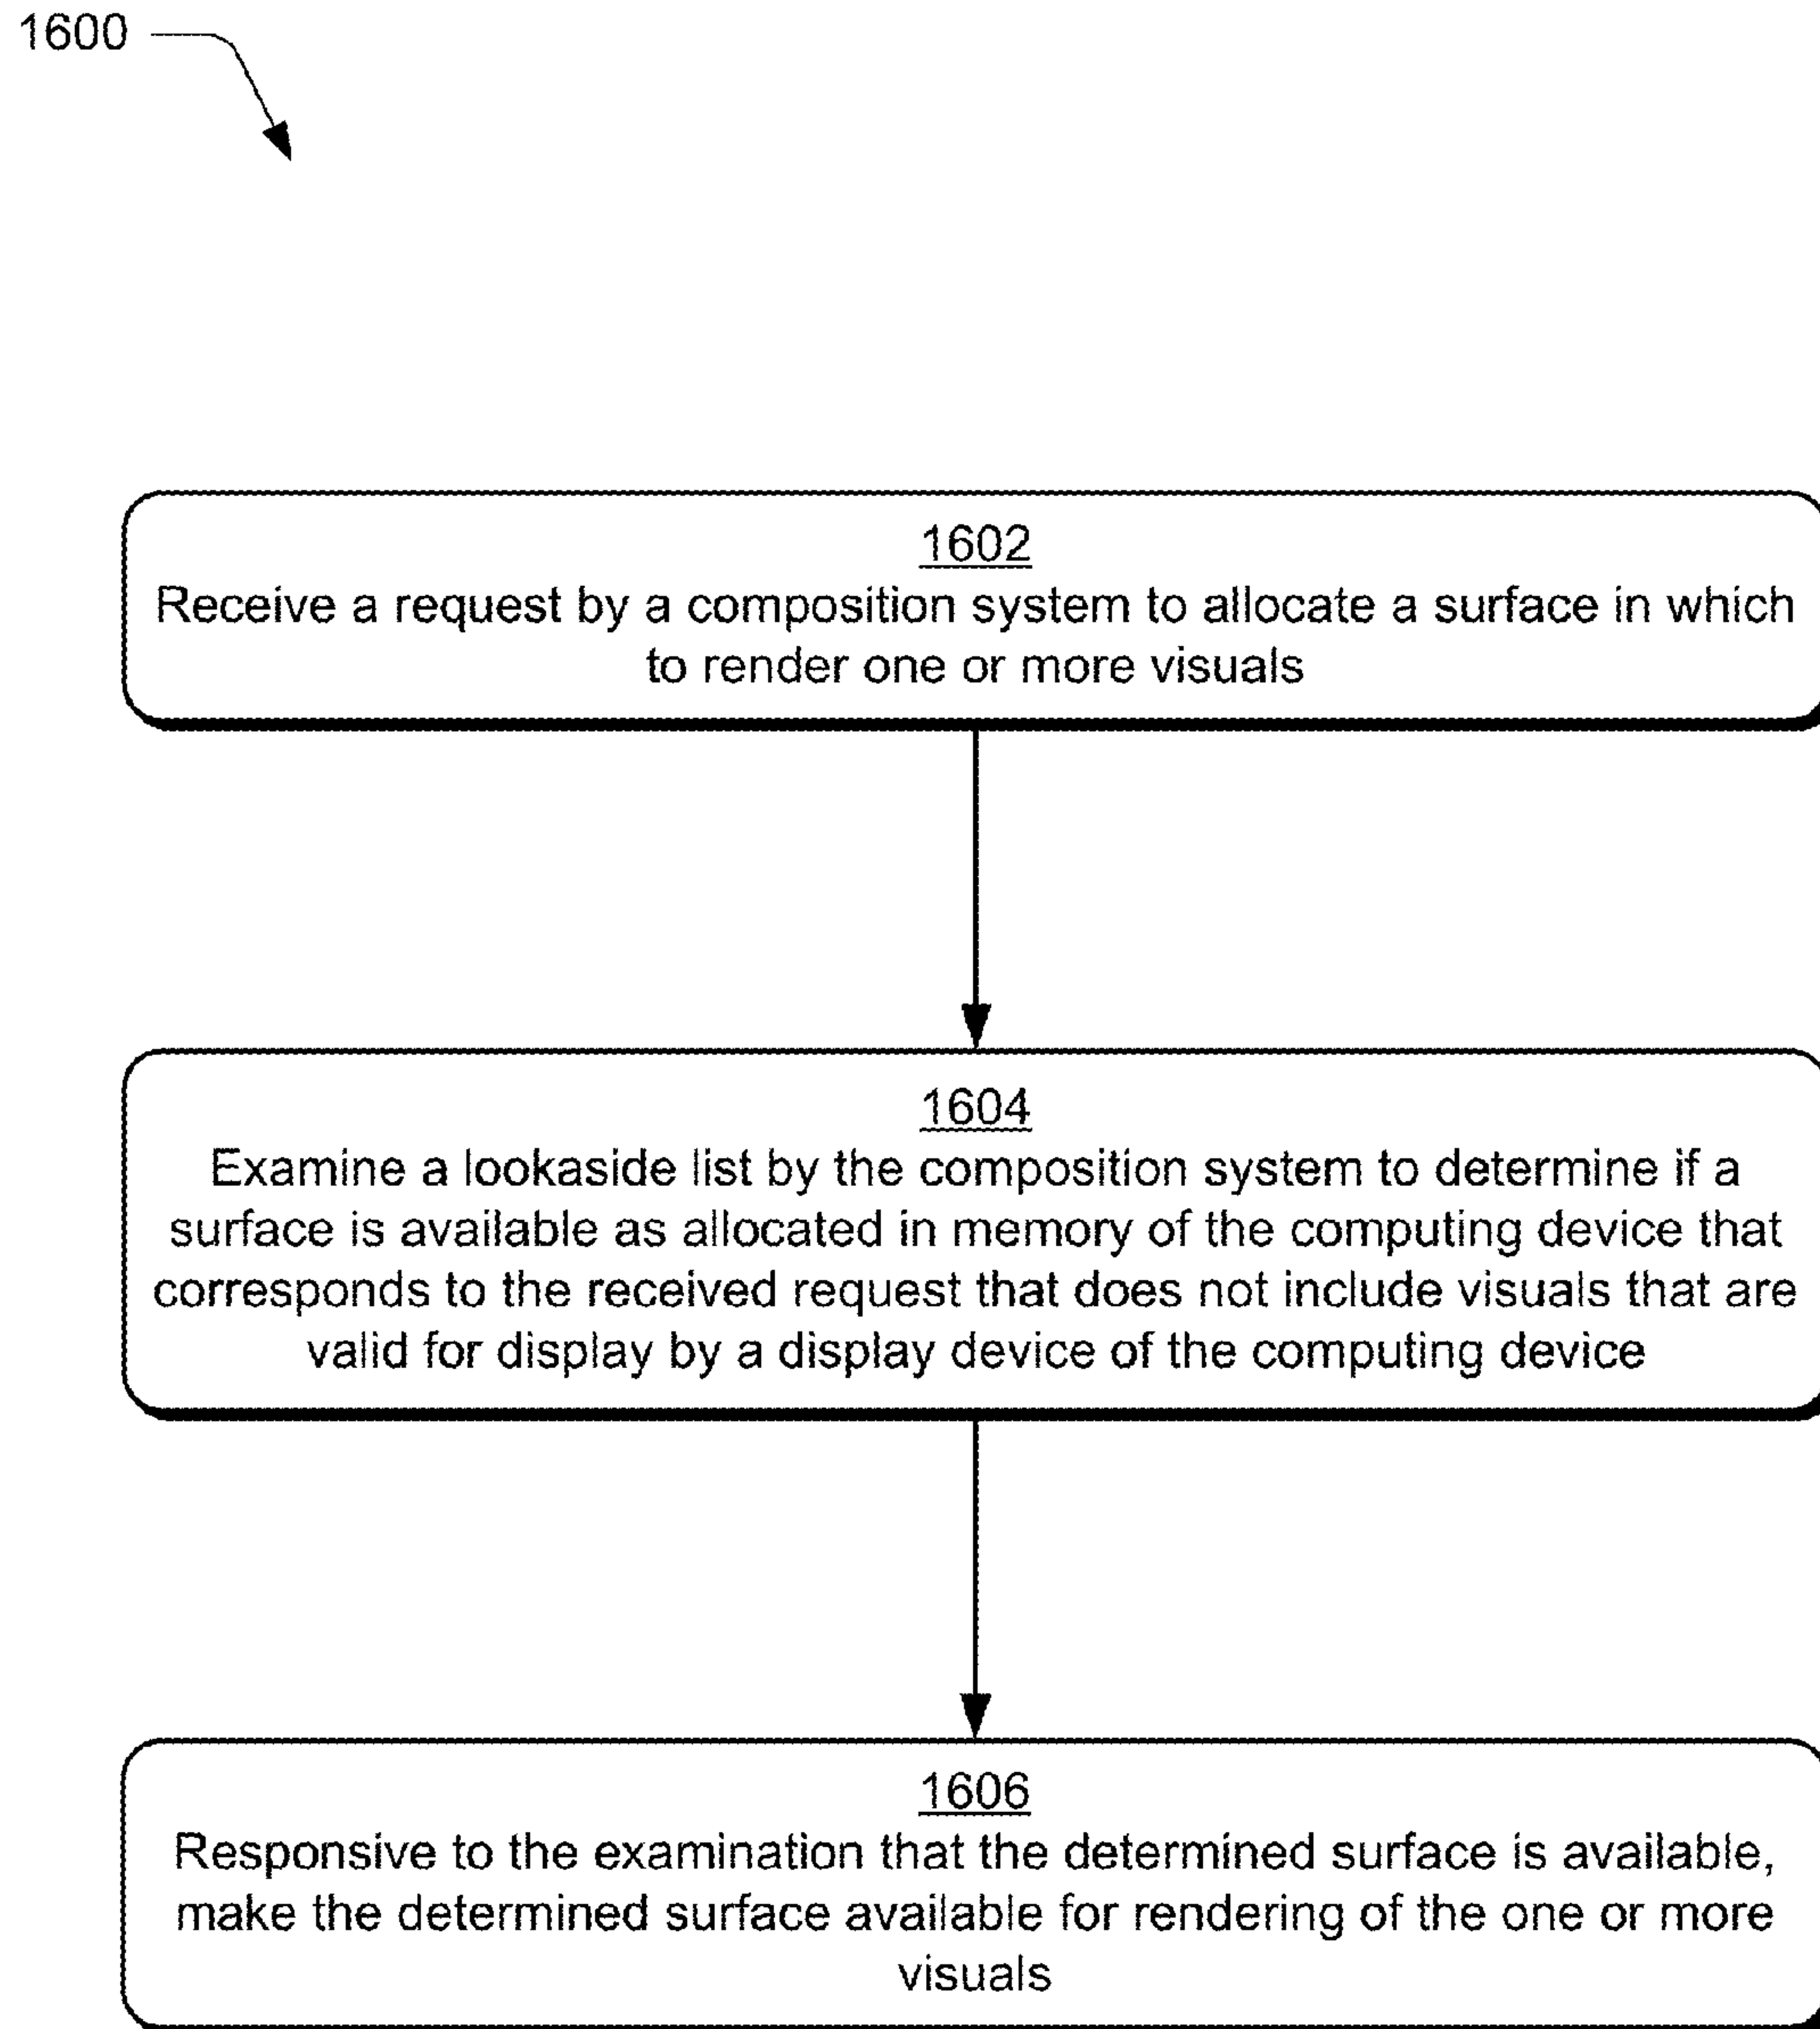 1600
1602
Receive a request by a composition system to allocate a surface in which
to render one or more visuals
1604
Examine a lookaside list by the composition system to determine if a
surface is available as allocated in memory of the computing device that
corresponds to the received request that does not include visuals that are
valid for display by a display device of the computing device
1606
Responsive to the examination that the determined surface is available,
make the determined surface available for rendering of the one or more
visuals